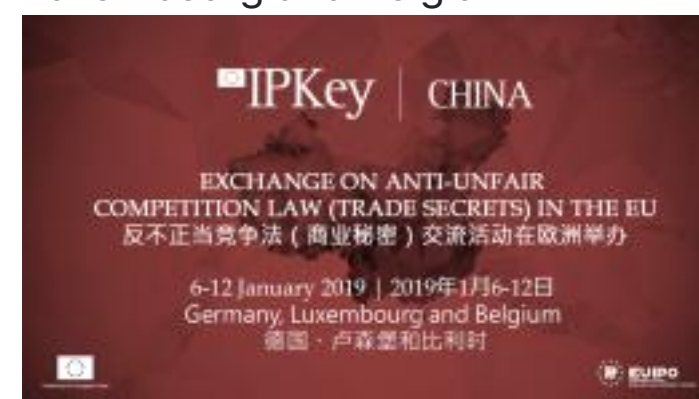 IPKey | CHINA
EXCHANGE ON ANTI-UNFAIR
COMPETITION LAW (TRADE SECRETS) IN THE EU
反不正当竞争法（商业秘密）交流活动在欧洲举办
6-12 January 2019 | 2019年1月6-12日
Germany, Luxembourg and Belgium
德国·卢森堡和比利时
EUIPO